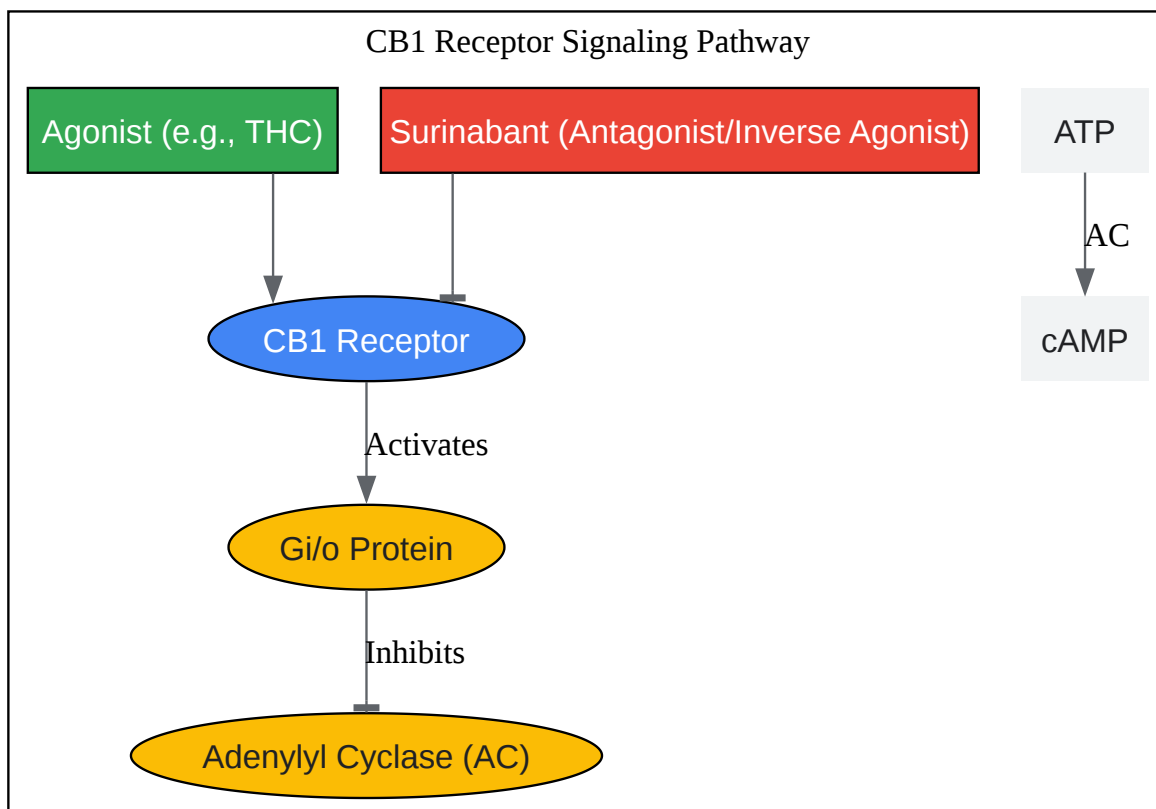 CB1 Receptor Signaling Pathway
Agonist (e.g., THC)
Surinabant (Antagonist/Inverse Agonist)
ATP
AC
CB1 Receptor
cAMP
Activates
Gi/o Protein
Inhibits
Adenylyl Cyclase (AC)